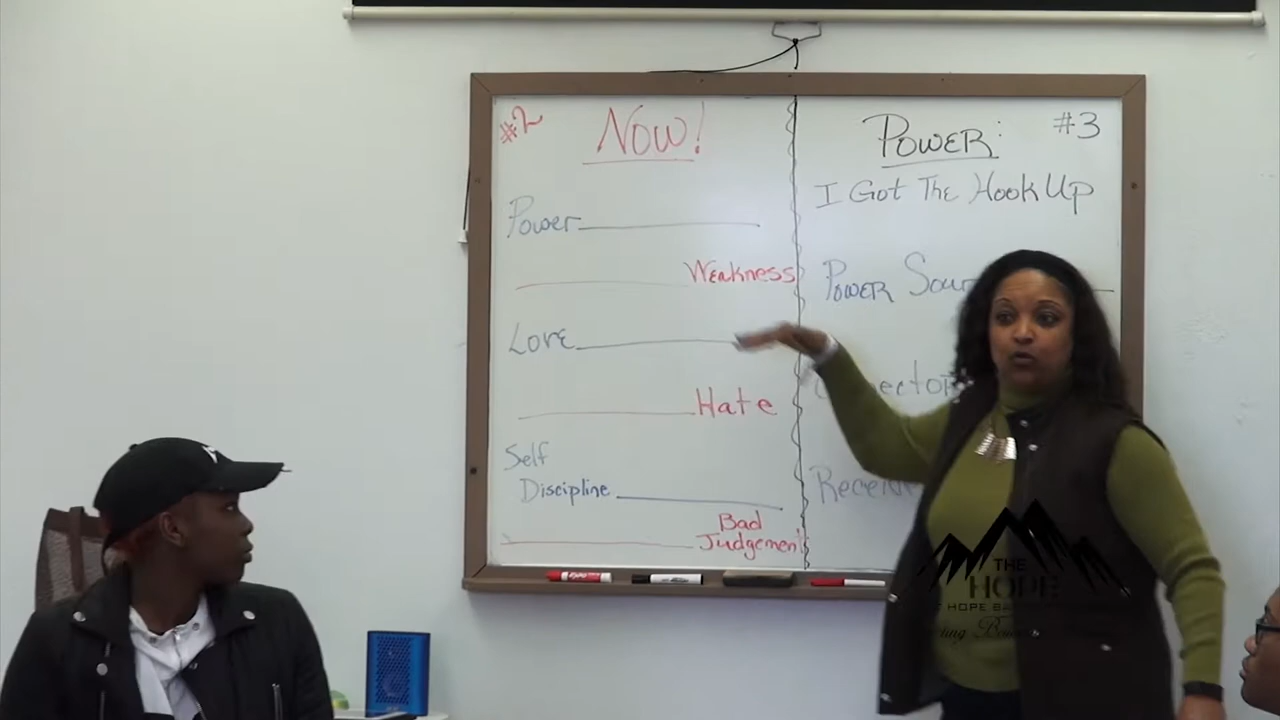 #2 NOW!
Power
Weakness
Love
Hate
Self
Discipline
Bad
Judgement
POWER: #3
I GOT THE HOOK UP
POWER
EXPO
THE
HOPE